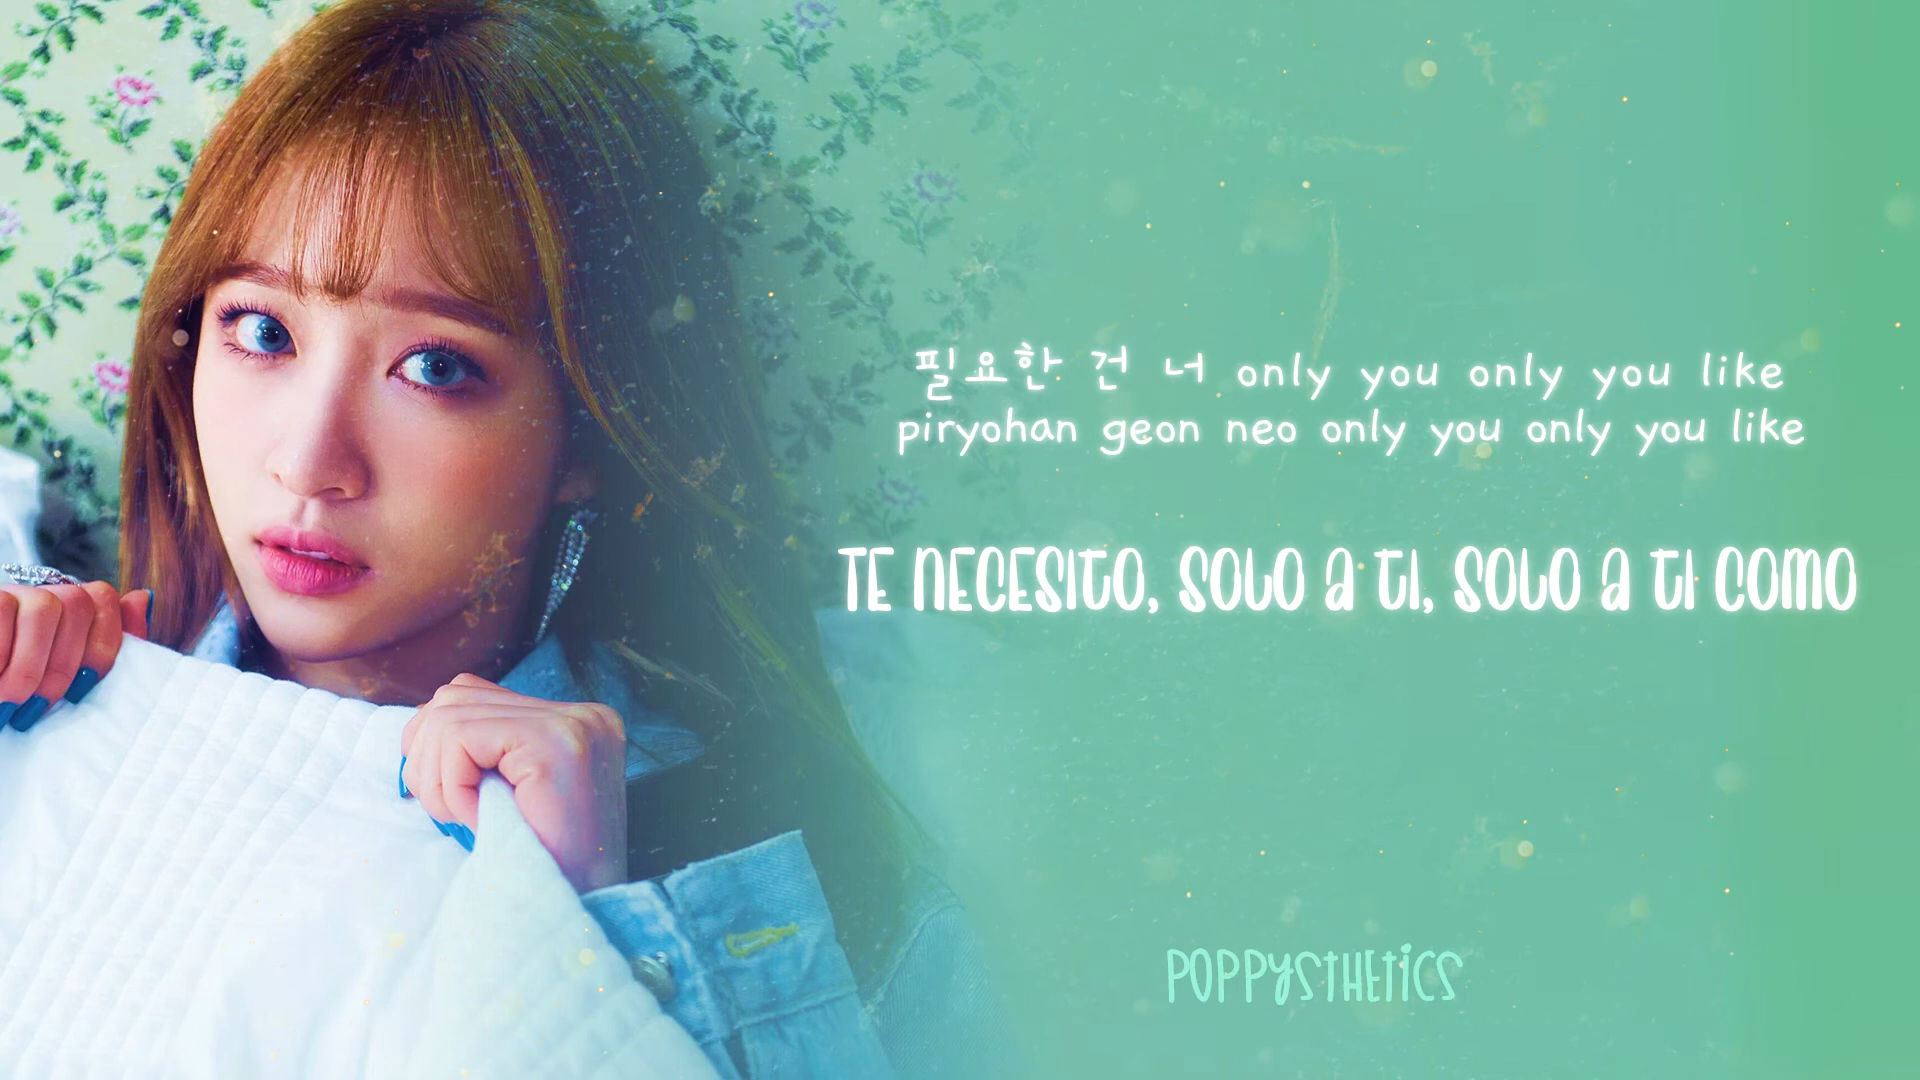 필요한 건 너 only you only you like
piryohan geon neo only you only you like
TE NECESITO, SOLO A TI, SOLO A TI COMO
POPPYSTHETICS